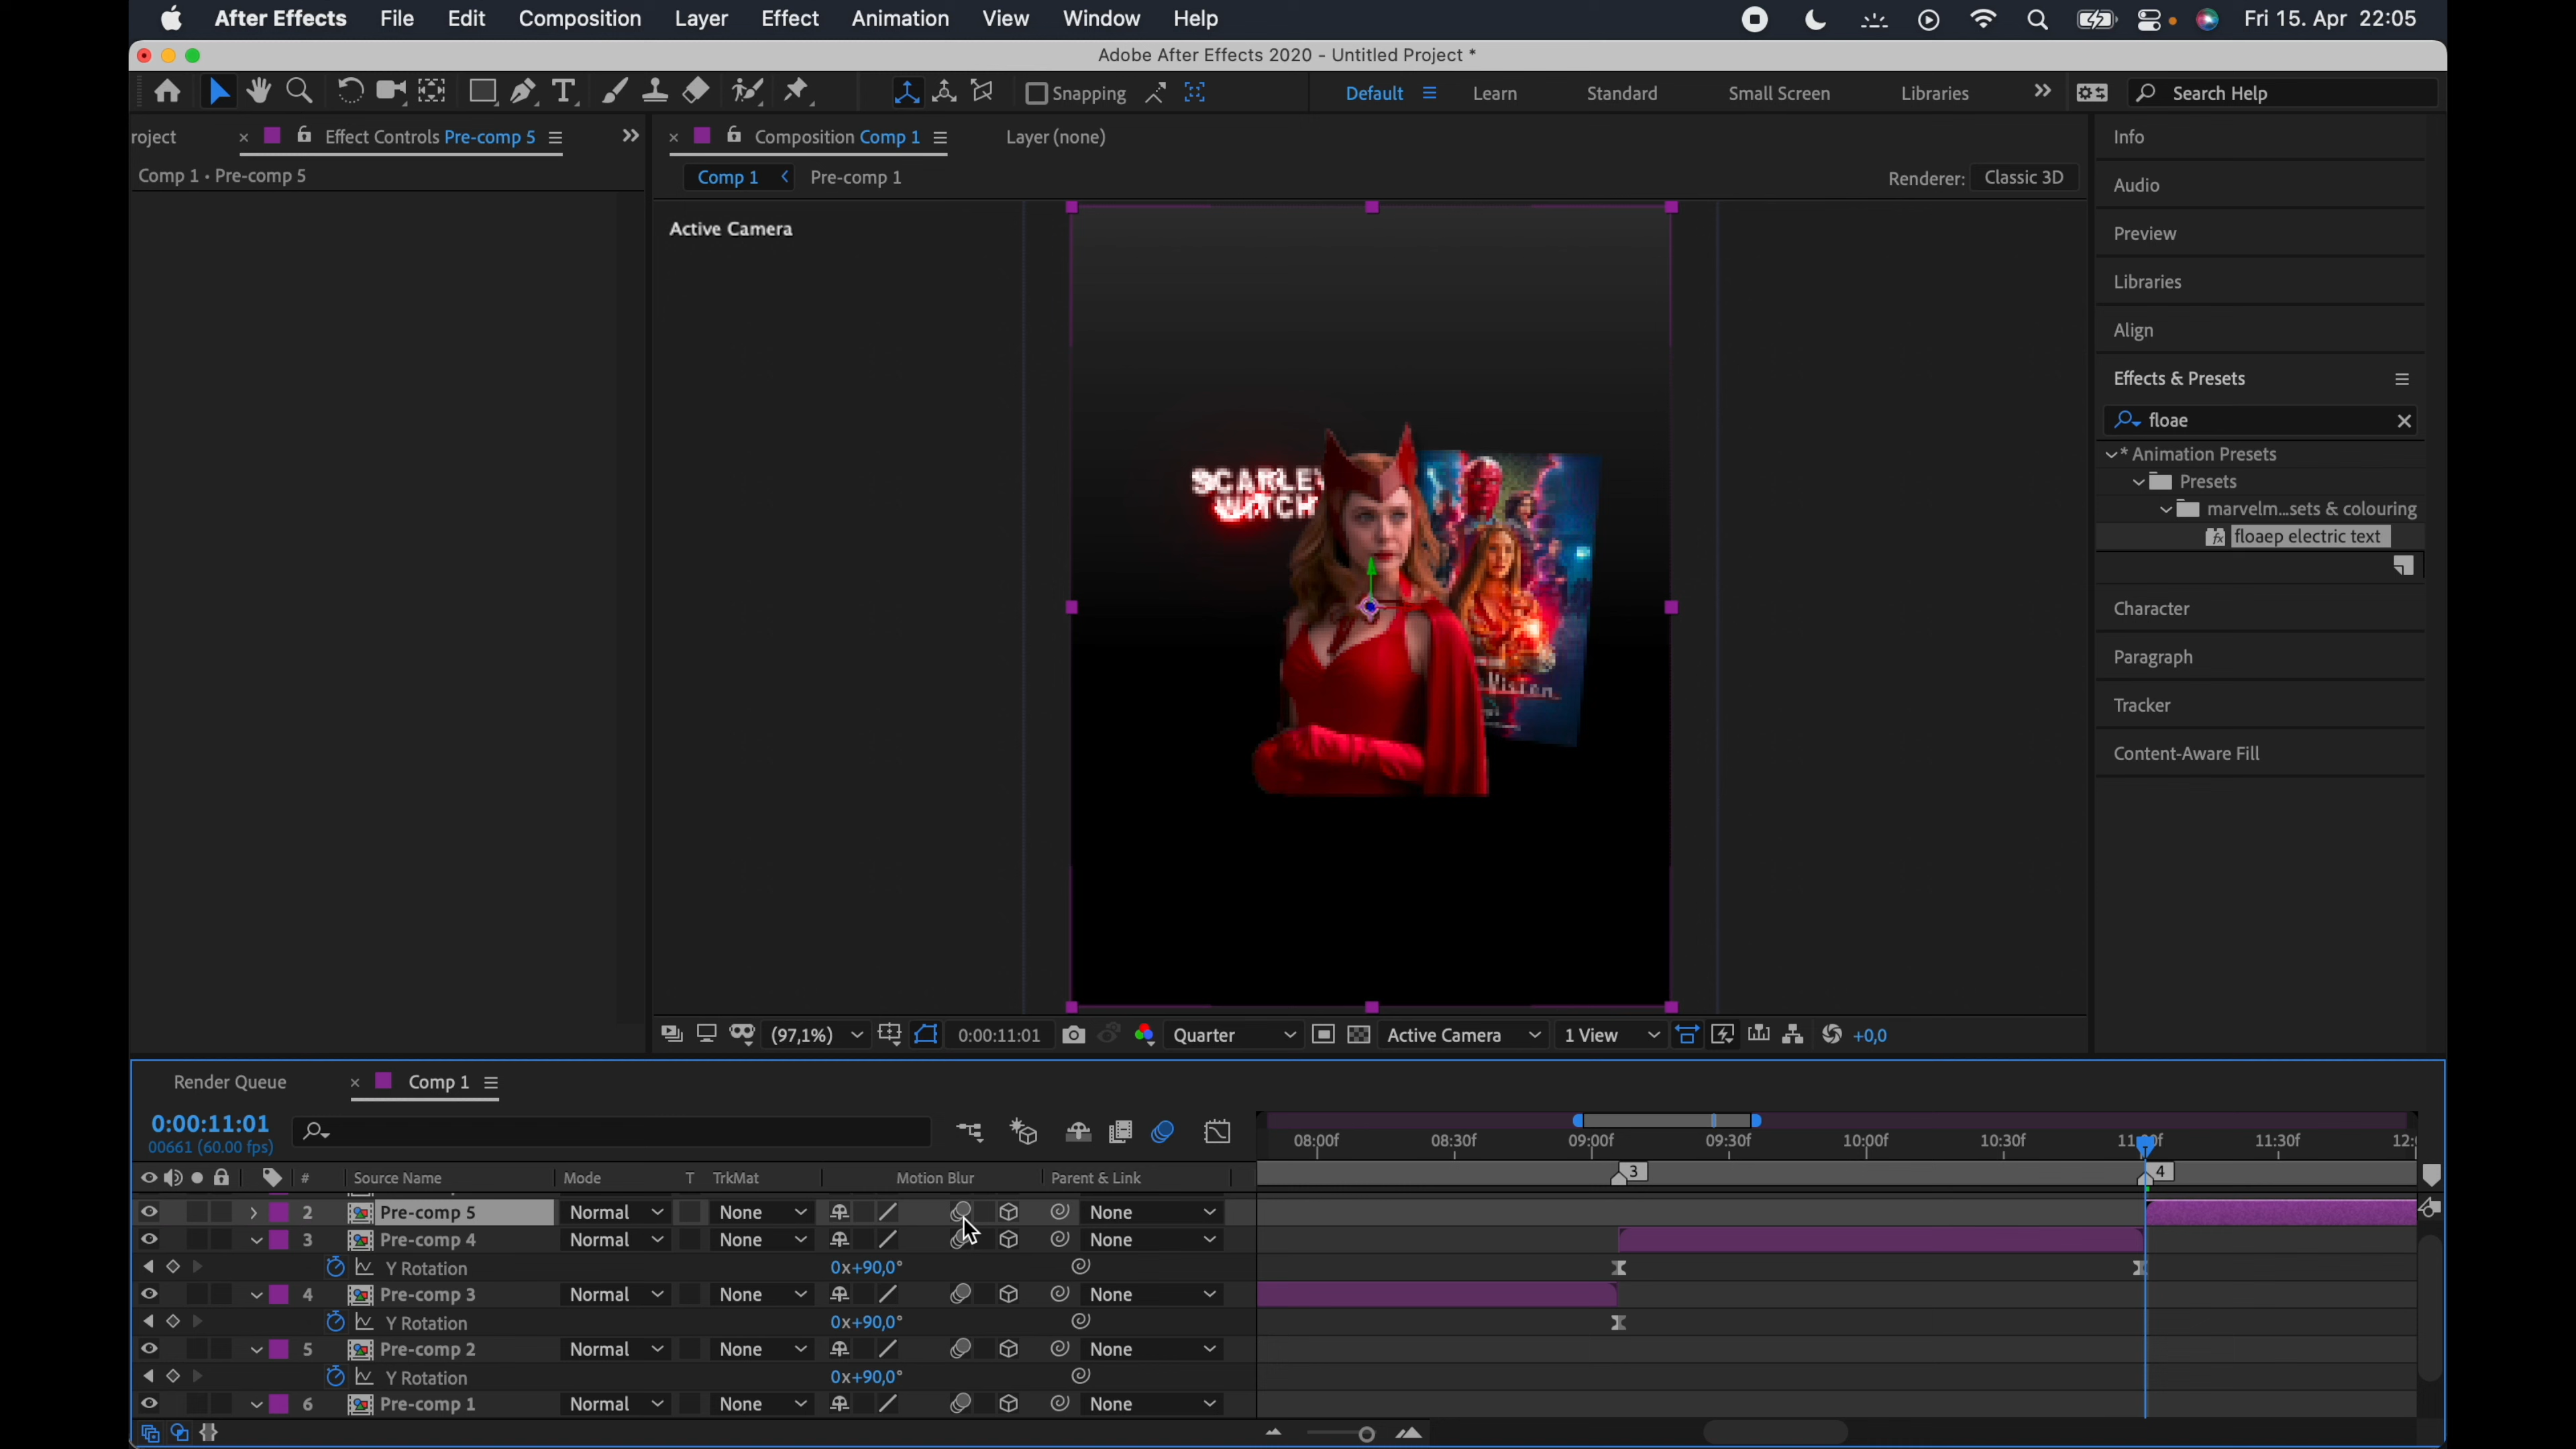 After Effects File Edit Composition Layer Effect Animation View Window Help Fri 15. Apr 22:05
Adobe After Effects 2020 - Untitled Project *
Snapping Default Learn Standard Small Screen Libraries Search Help
roject Effect Controls Pre-comp 5 Composition Comp 1 Layer (none) Info
Comp 1 • Pre-comp 5 Comp 1 Pre-comp 1 Renderer: Classic 3D Audio
Active Camera Preview
Libraries
Align
Effects & Presets
floae
* Animation Presets
Presets
marvelm...sets & colouring
floaep electric text
SCARLE
WITCH
Vision
Character
Paragraph
Tracker
Content-Aware Fill
(97,1%) 0:00:11:01 Quarter Active Camera 1 View +0,0
Render Queue Comp 1
0:00:11:01
00661 (60.00 fps) 08:00f 08:30f 09:00f 09:30f 10:00f 10:30f 11:30f
# Source Name Mode T TrkMat Motion Blur Parent & Link 3 4
2 Pre-comp 5 Normal None None
3 Pre-comp 4 Normal None None
Y Rotation 0x+90,0°
4 Pre-comp 3 Normal None None
Y Rotation 0x+90,0°
5 Pre-comp 2 Normal None None
Y Rotation 0x+90,0°
6 Pre-comp 1 Normal None None